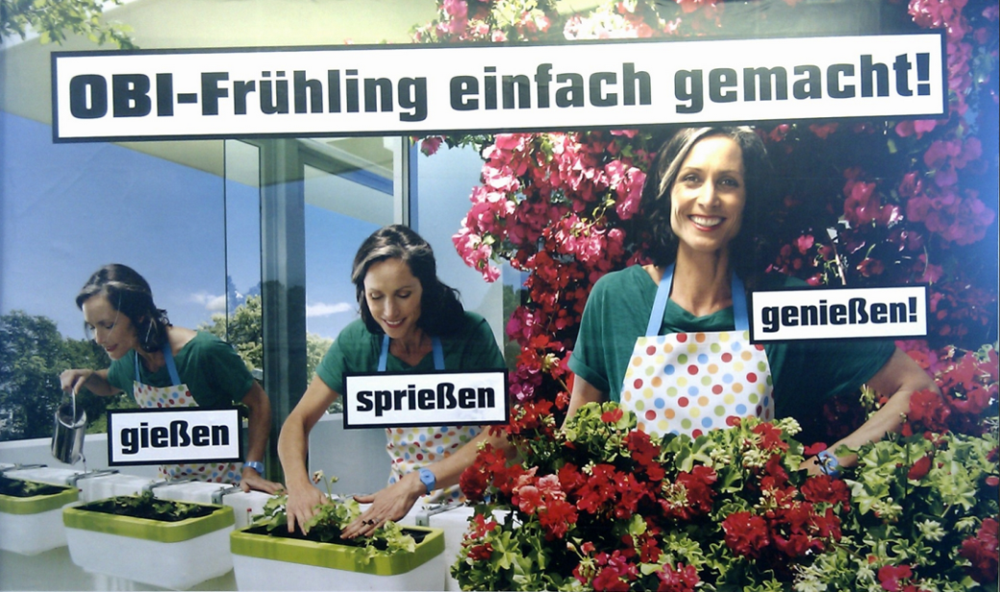 OBI-Frühling einfach gemacht!
gießen
sprießen
genießen!